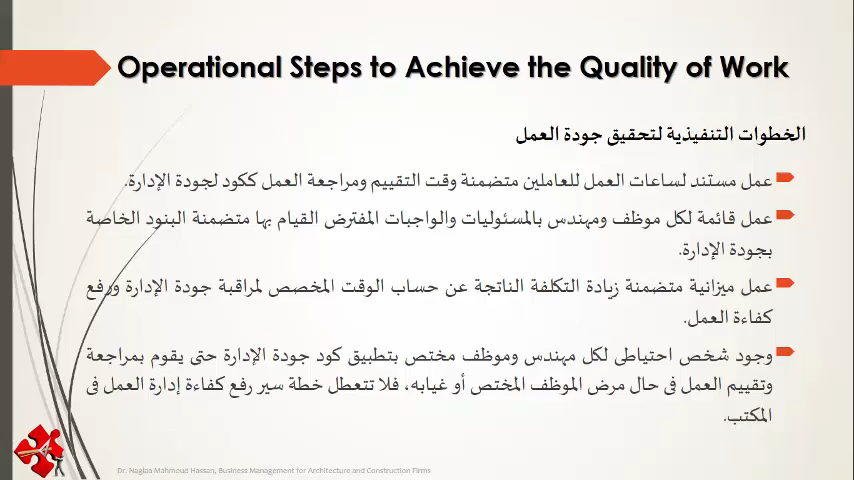 Operational Steps to Achieve the Quality of Work
الخطوات التنفيذية لتحقيق جودة العمل
عمل مستند لساعات العمل للعاملين متضمنة وقت التقييم ومراجعة العمل ككود لجودة الإدارة.
عمل قائمة لكل موظف ومهندس بالمسئوليات والواجبات المفترض القيام بها متضمنة البنود الخاصة
بجودة الإدارة.
عمل ميزانية متضمنة زيادة التكلفة الناتجة عن حساب الوقت المخصص لمراقبة جودة الإدارة ورفع
كفاءة العمل.
وجود شخص احتياطى لكل مهندس وموظف مختص بتطبيق كود جودة الإدارة حتى يقوم بمراجعة
وتقييم العمل فى حال مرض الموظف المختص أو غيابه، فلا تتعطل خطة سير رفع كفاءة إدارة العمل فى
المكتب.
Dr. Naglaa Mahmoud Hassan, Business Management for Architecture and Construction Firms